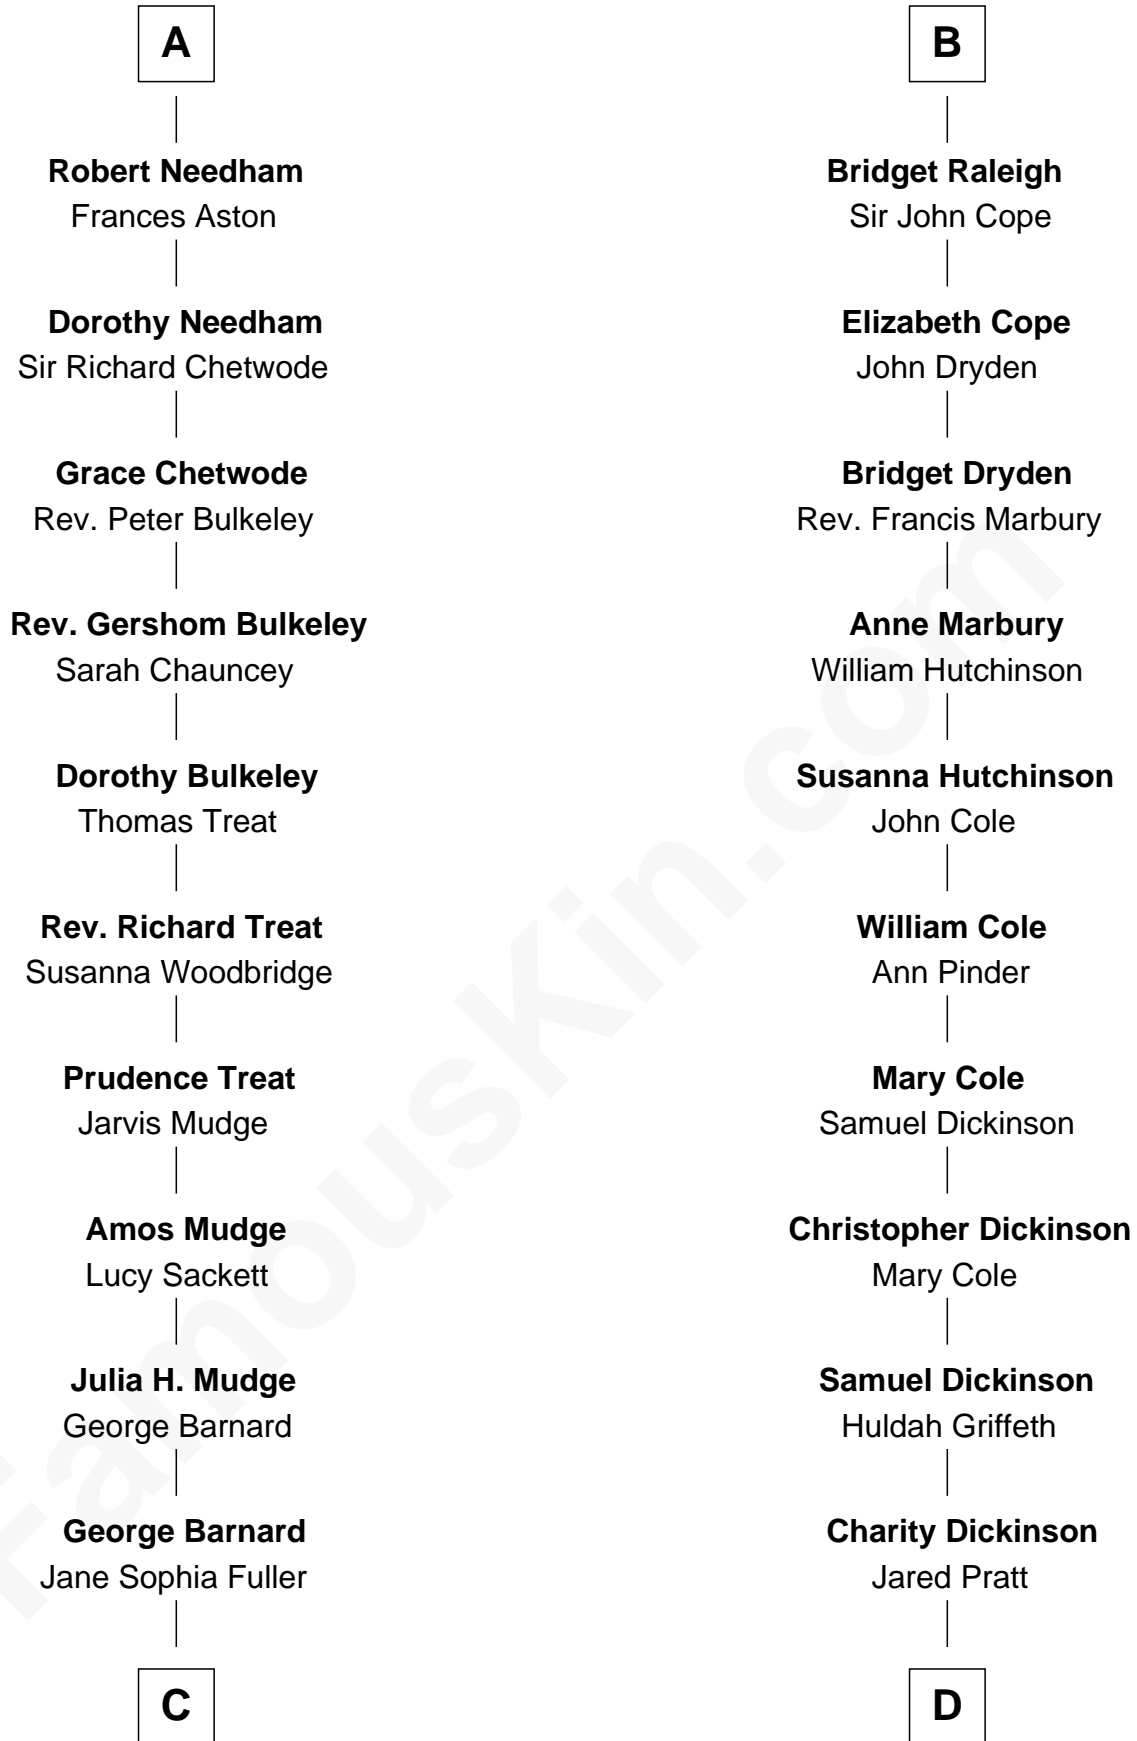 A
Robert Needham
Frances Aston
Dorothy Needham
Sir Richard Chetwode
Grace Chetwode
Rev. Peter Bulkeley
Rev. Gershom Bulkeley
Sarah Chauncey
Dorothy Bulkeley
Thomas Treat
Rev. Richard Treat
Susanna Woodbridge
Prudence Treat
Jarvis Mudge
Amos Mudge
Lucy Sackett
Julia H. Mudge
George Barnard
George Barnard
Jane Sophia Fuller
C
B
Bridget Raleigh
Sir John Cope
Elizabeth Cope
John Dryden
Bridget Dryden
Rev. Francis Marbury
Anne Marbury
William Hutchinson
Susanna Hutchinson
John Cole
William Cole
Ann Pinder
Mary Cole
Samuel Dickinson
Christopher Dickinson
Mary Cole
Samuel Dickinson
Huldah Griffeth
Charity Dickinson
Jared Pratt
D
FamousKin.com